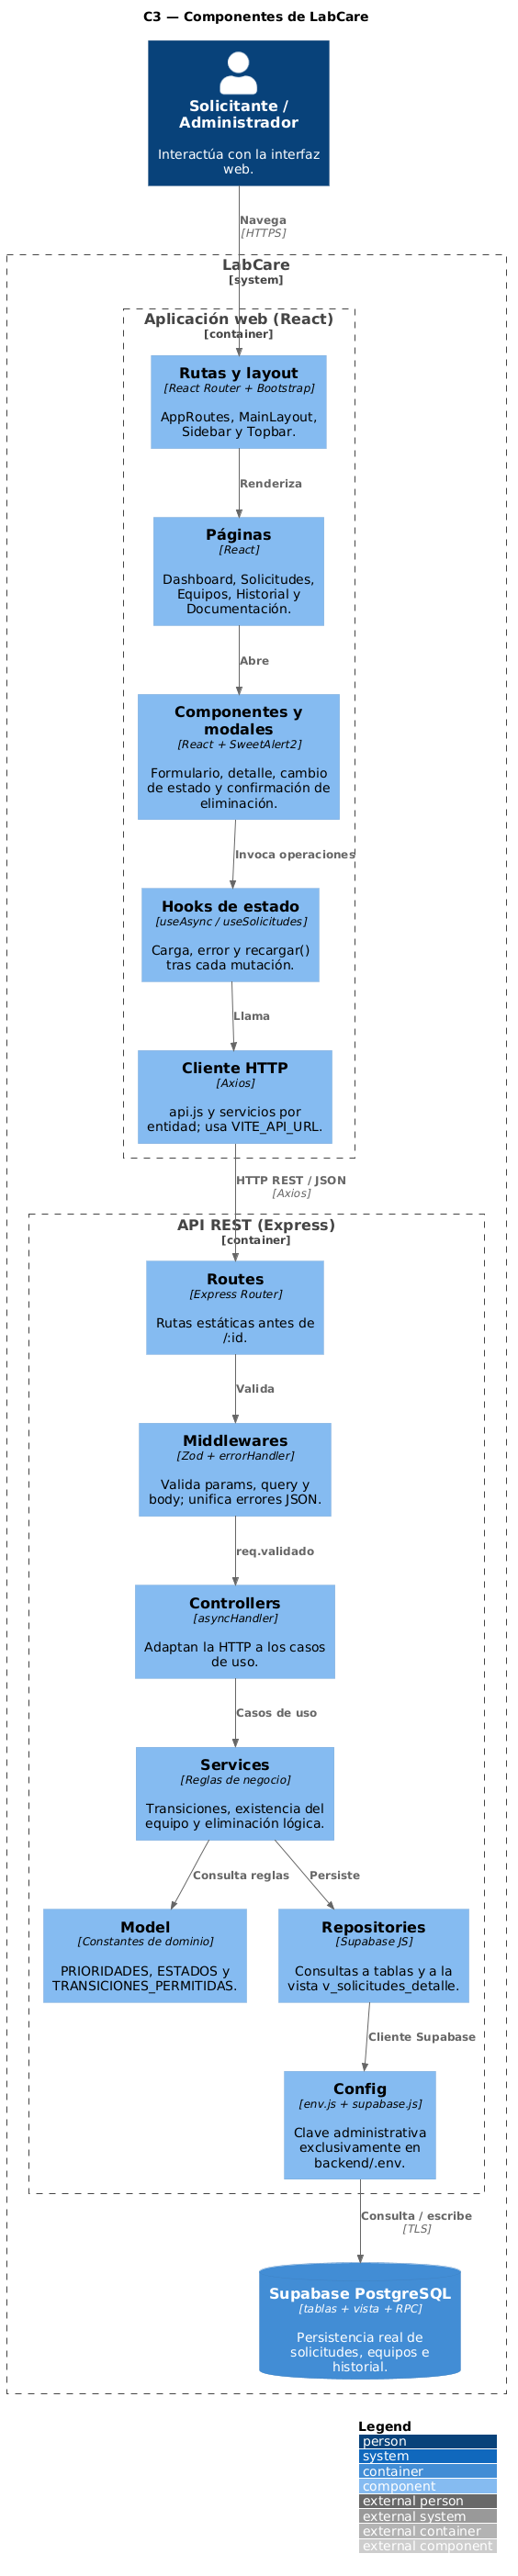 C3 — Componentes de LabCare
Solicitante /
Administrador
Interactúa con la interfaz
web.
Navega
[HTTPS]
LabCare
[system]
Aplicación web (React)
[container]
Rutas y layout
[React Router + Bootstrap]
AppRoutes, MainLayout,
Sidebar y Topbar.
Renderiza
Páginas
[React]
Dashboard, Solicitudes,
Equipos, Historial y
Documentación.
Abre
Componentes y
modales
[React + SweetAlert2]
Formulario, detalle, cambio
de estado y confirmación de
eliminación.
Invoca operaciones
Hooks de estado
[useAsync / useSolicitudes]
Carga, error y recargar()
tras cada mutación.
Llama
Cliente HTTP
[Axios]
api.js y servicios por
entidad; usa VITE_API_URL.
HTTP REST / JSON
[Axios]
API REST (Express)
[container]
Routes
[Express Router]
Rutas estáticas antes de
/:id.
Valida
Middlewares
[Zod + errorHandler]
Valida params, query y
body; unifica errores JSON.
req.validado
Controllers
[asyncHandler]
Adaptan la HTTP a los casos
de uso.
Casos de uso
Services
[Reglas de negocio]
Transiciones, existencia del
equipo y eliminación lógica.
Consulta reglas
Persiste
Model
[Constantes de dominio]
PRIORIDADES, ESTADOS y
TRANSICIONES_PERMITIDAS.
Repositories
[Supabase JS]
Consultas a tablas y a la
vista v_solicitudes_detalle.
Cliente Supabase
Config
[env.js + supabase.js]
Clave administrativa
exclusivamente en
backend/.env.
Consulta / escribe
[TLS]
Supabase PostgreSQL
[tablas + vista + RPC]
Persistencia real de
solicitudes, equipos e
historial.
Legend
person
system
container
component
external person
external system
external container
external component